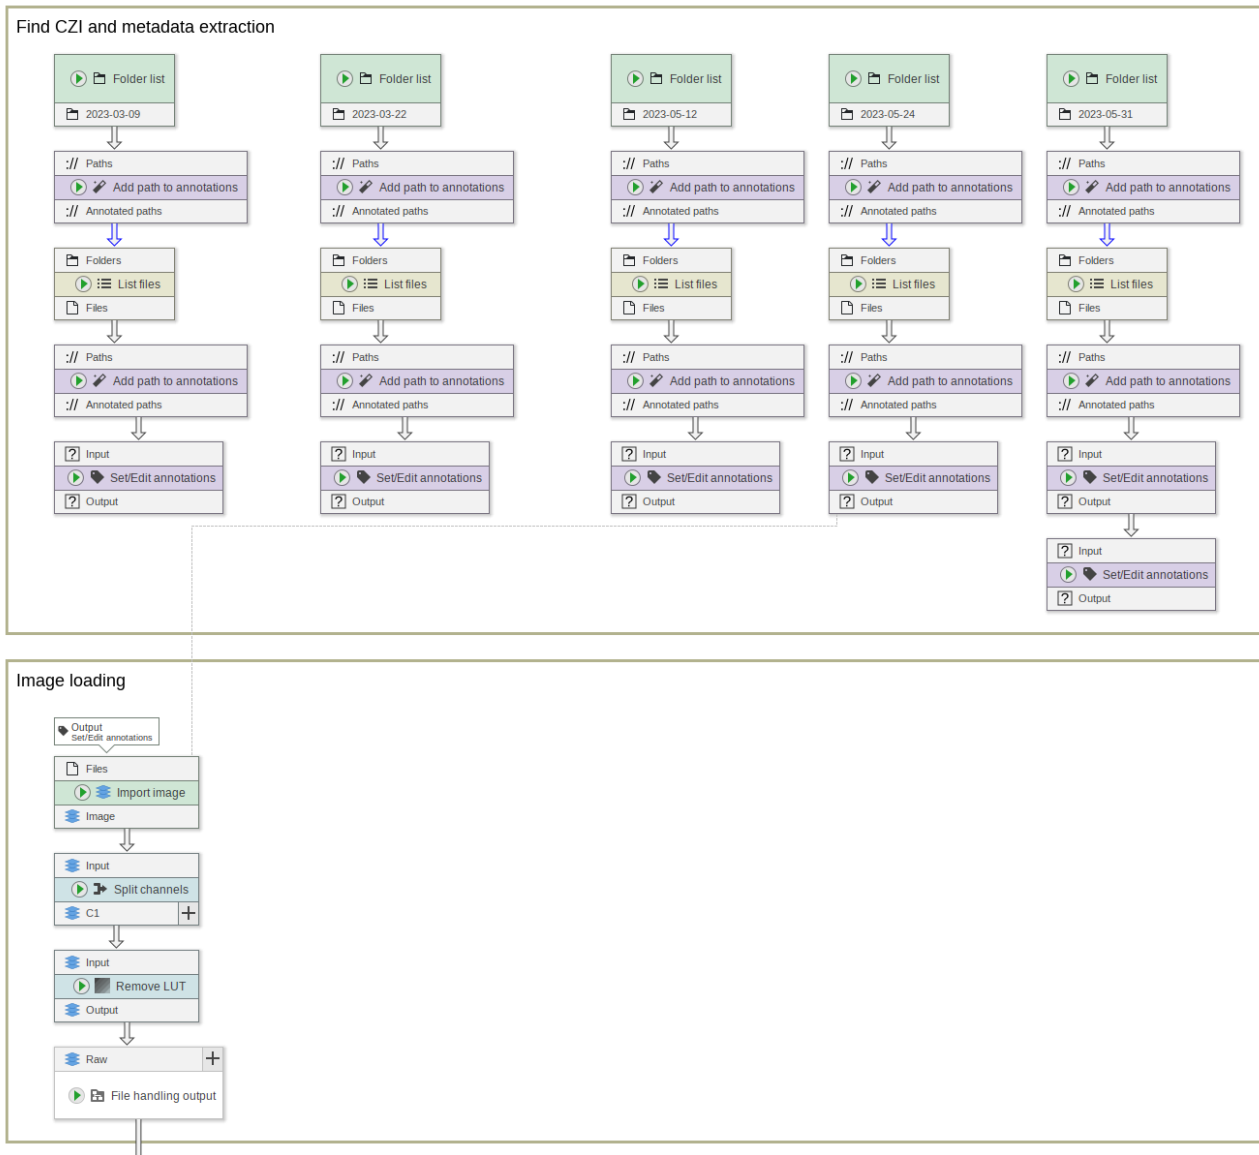 Find CZI and metadata extraction
Folder list
Folder list
Folder list
Folder list
Folder list
2023-03-09
2023-03-22
2023-05-12
2023-05-24
2023-05-31
:// Paths
:// Paths
:// Paths
:// Paths
:// Paths
Add path to annotations
Add path to annotations
Add path to annotations
Add path to annotations
Add path to annotations
:// Annotated paths
:// Annotated paths
:// Annotated paths
:// Annotated paths
:// Annotated paths
Folders
Folders
Folders
Folders
Folders
List files
List files
List files
List files
List files
Files
Files
Files
Files
Files
:// Paths
:// Paths
:// Paths
:// Paths
:// Paths
Add path to annotations
Add path to annotations
Add path to annotations
Add path to annotations
Add path to annotations
:// Annotated paths
:// Annotated paths
:// Annotated paths
:// Annotated paths
:// Annotated paths
? Input
? Input
? Input
? Input
? Input
Set/Edit annotations
Set/Edit annotations
Set/Edit annotations
Set/Edit annotations
Set/Edit annotations
? Output
? Output
? Output
? Output
? Output
? Input
Set/Edit annotations
? Output
Image loading
Output
Set/Edit annotations
Files
Import image
Image
Input
Split channels
C1 +
Input
Remove LUT
Output
Raw +
File handling output